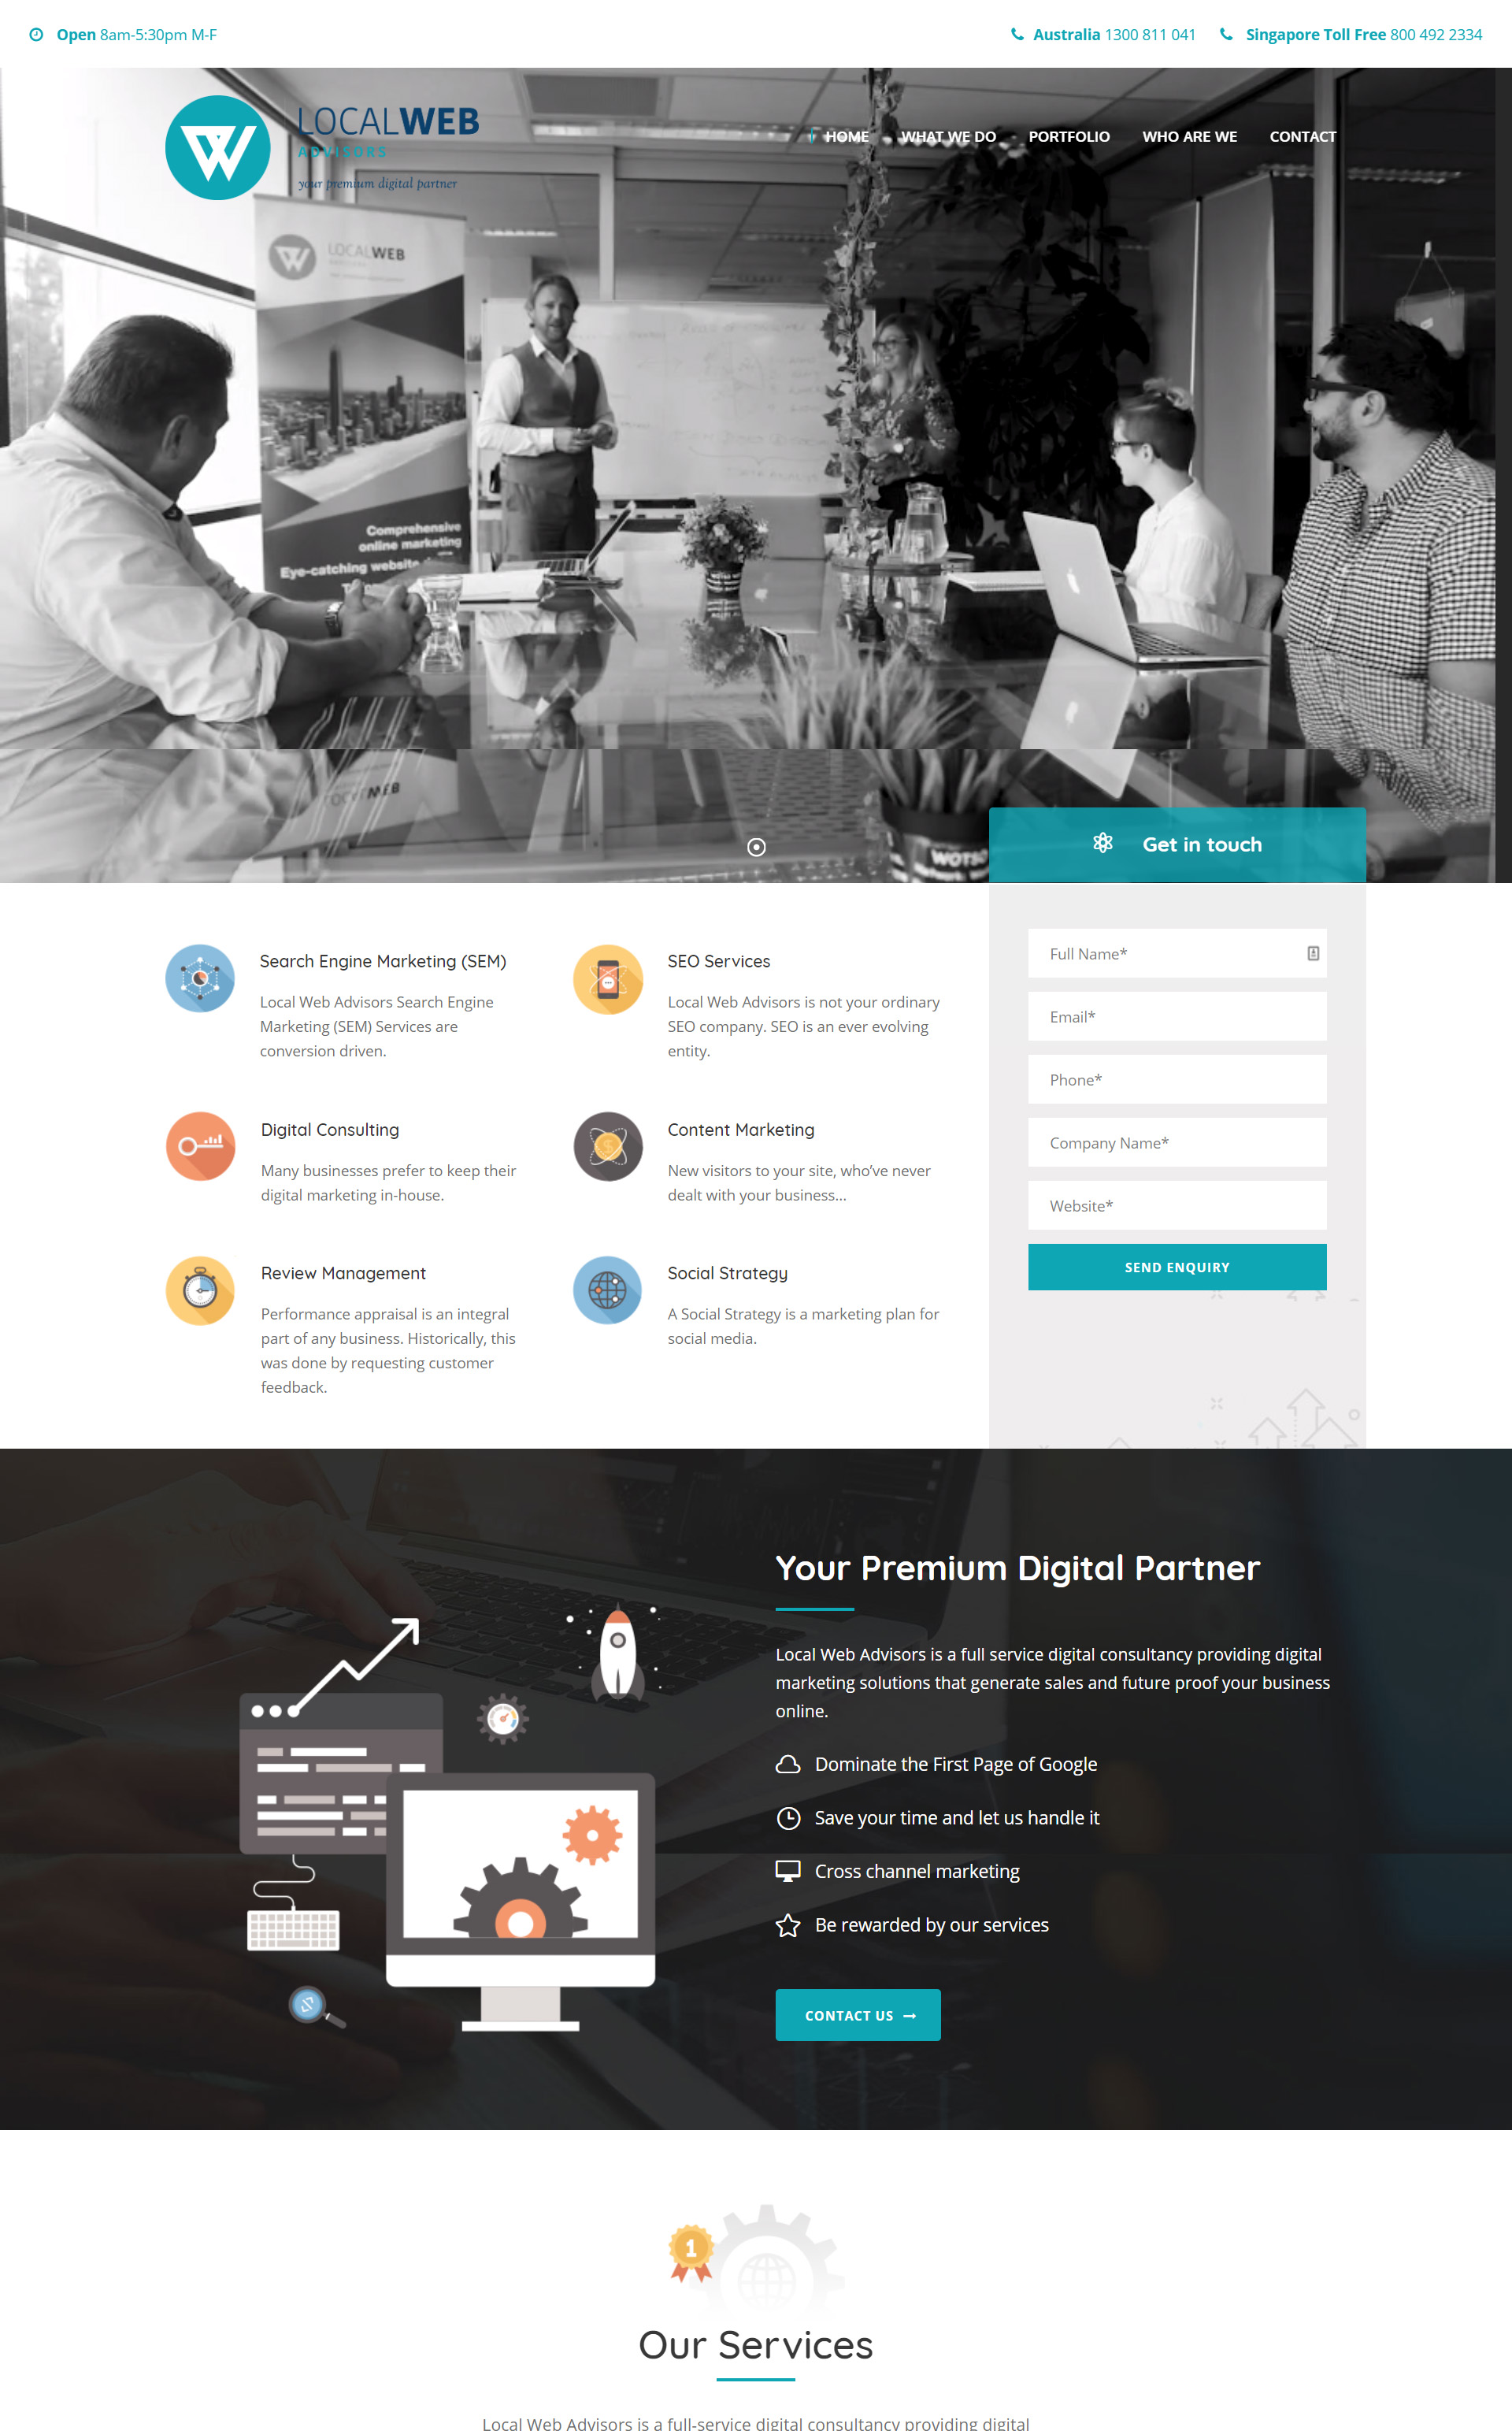 Open 8am-5:30pm M-F
Australia 1300 811 041
Singapore Toll Free 800 492 2334
LOCALWEB
ADVISORS
your premium digital partner
HOME
WHAT WE DO
PORTFOLIO
WHO ARE WE
CONTACT
LOCALWEB
Comprehensive
online marketing
Eye-catching website
Get in touch
Search Engine Marketing (SEM)
Local Web Advisors Search Engine
Marketing (SEM) Services are
conversion driven.
SEO Services
Local Web Advisors is not your ordinary
SEO company. SEO is an ever evolving
entity.
Digital Consulting
Many businesses prefer to keep their
digital marketing in-house.
Content Marketing
New visitors to your site, who’ve never
dealt with your business...
Review Management
Performance appraisal is an integral
part of any business. Historically, this
was done by requesting customer
feedback.
Social Strategy
A Social Strategy is a marketing plan for
social media.
Full Name*
Email*
Phone*
Company Name*
Website*
SEND ENQUIRY
Your Premium Digital Partner
Local Web Advisors is a full service digital consultancy providing digital
marketing solutions that generate sales and future proof your business
online.
Dominate the First Page of Google
Save your time and let us handle it
Cross channel marketing
Be rewarded by our services
CONTACT US
1
Our Services
Local Web Advisors is a full-service digital consultancy providing digital